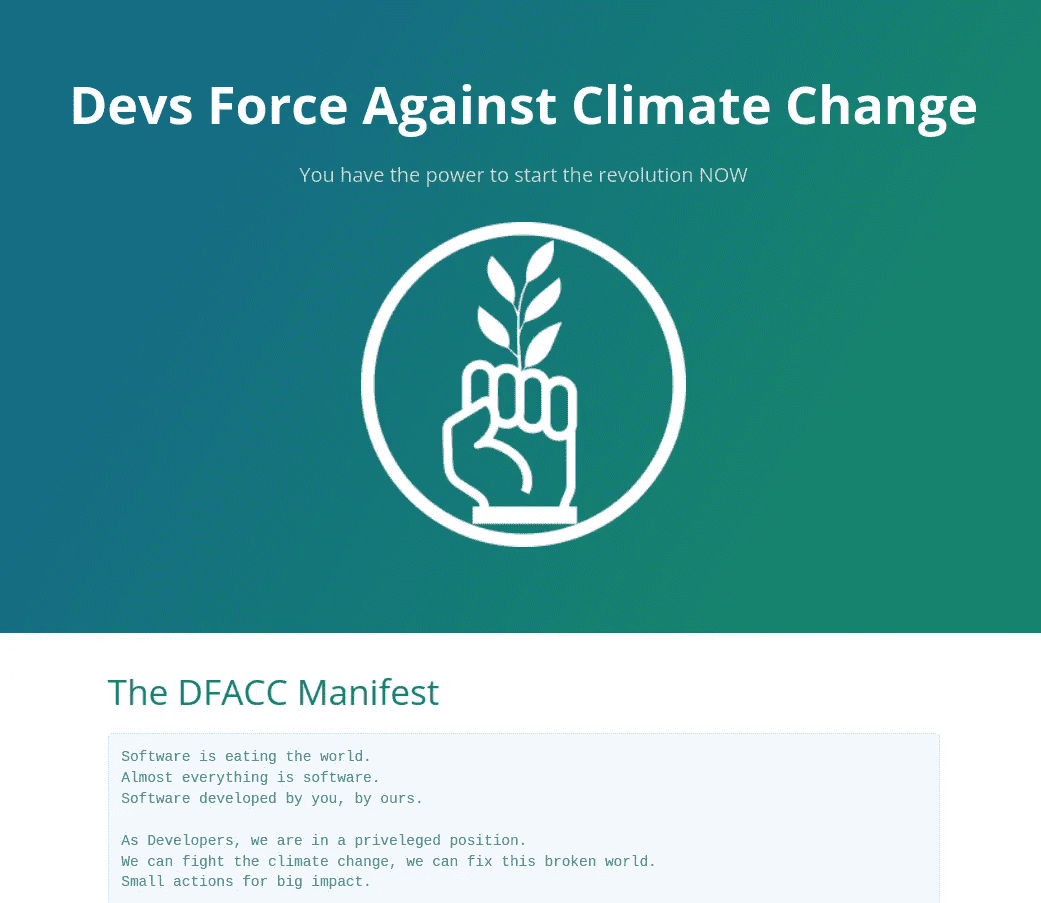 Devs Force Against Climate Change
You have the power to start the revolution NOW
The DFACC Manifest
Software is eating the world.
Almost everything is software.
Software developed by you, by ours.
As Developers, we are in a priveleged position.
We can fight the climate change, we can fix this broken world.
Small actions for big impact.